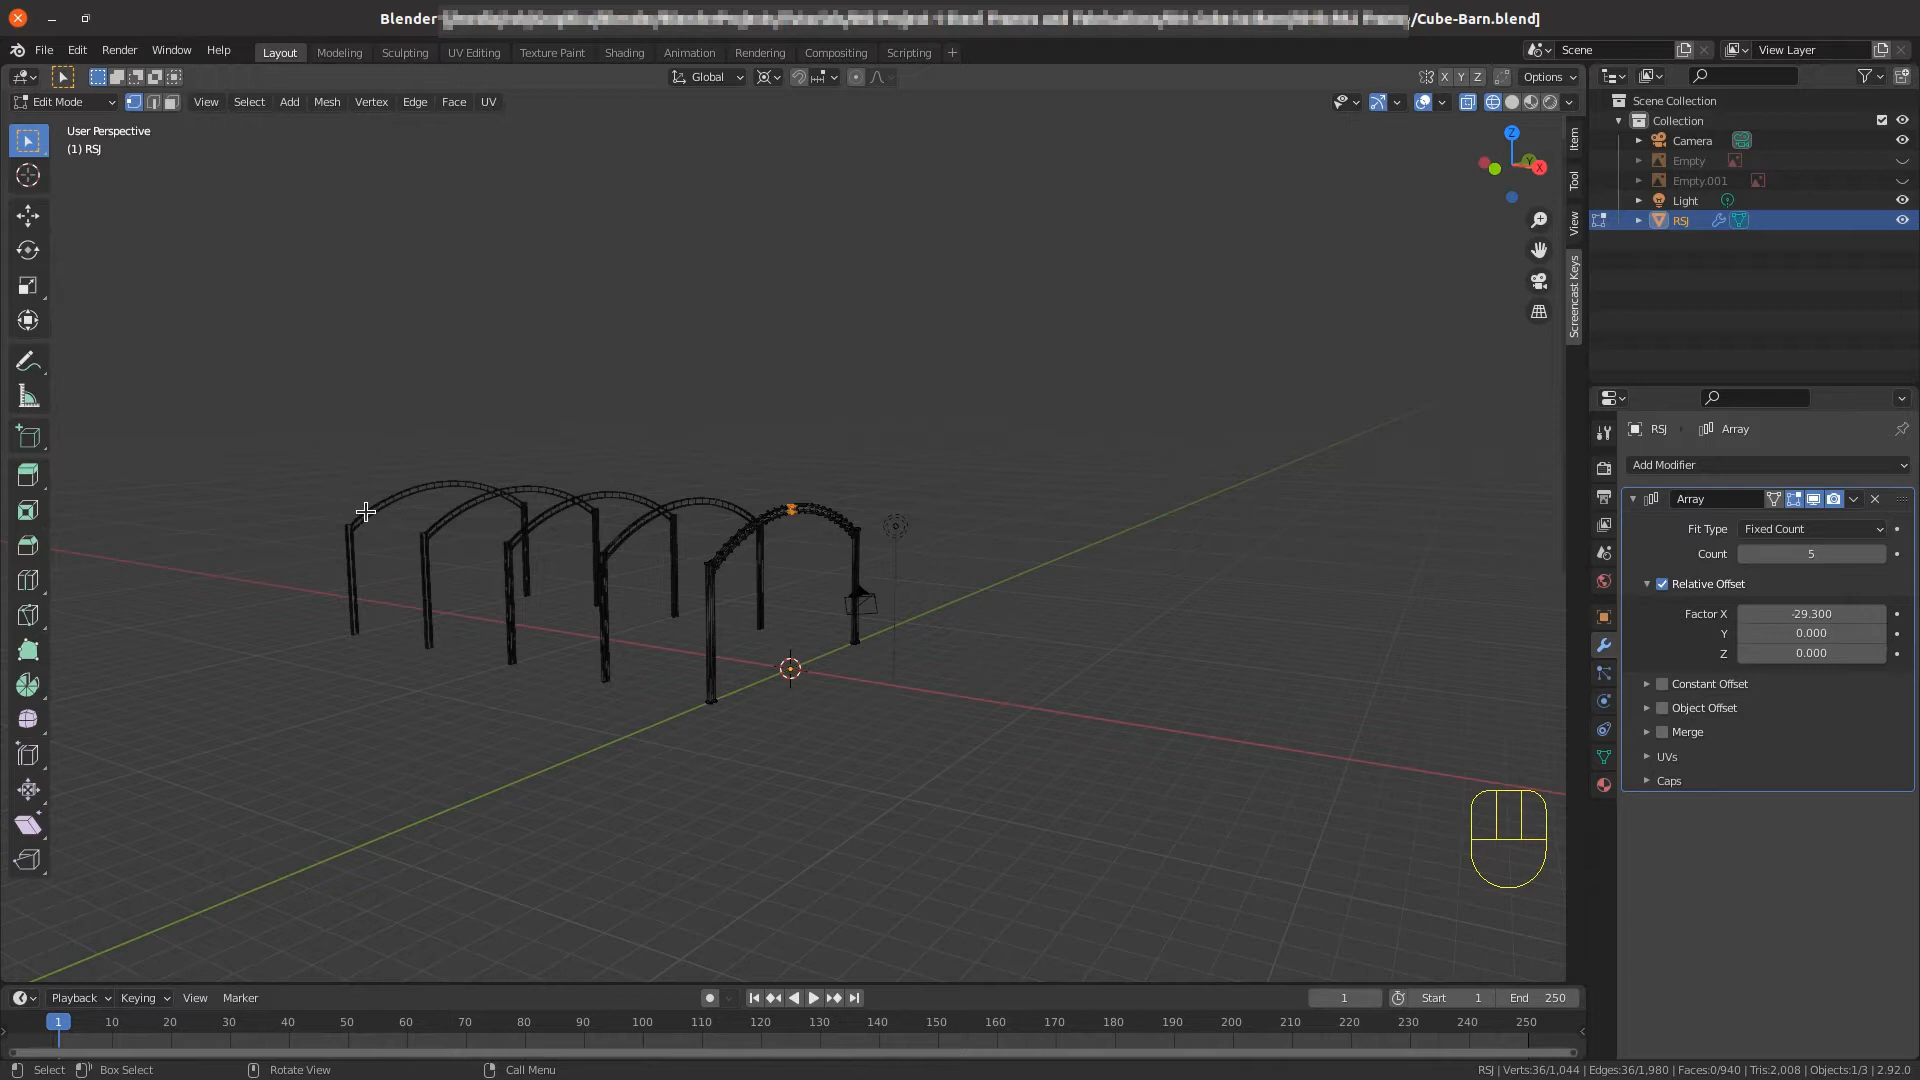 Blender
/Cube-Barn.blend]
File Edit Render Window Help
Layout Modeling Sculpting UV Editing Texture Paint Shading Animation Rendering Compositing Scripting +
Scene
View Layer
Global
X Y Z
Options
Edit Mode
View Select Add Mesh Vertex Edge Face UV
User Perspective
(1) RSJ
Z
Y
X
Item
Tool
View
Screencast Keys
Scene Collection
Collection
Camera
Empty
Empty.001
Light
RSJ
RSJ Array
Add Modifier
Array
Fit Type Fixed Count
Count 5
Relative Offset
Factor X -29.300
Y 0.000
Z 0.000
Constant Offset
Object Offset
Merge
UVs
Caps
Playback Keying View Marker
1
Start 1
End 250
1 10 20 30 40 50 60 70 80 90 100 110 120 130 140 150 160 170 180 190 200 210 220 230 240 250
Select Box Select Rotate View Call Menu
RSJ | Verts:36/1,044 | Edges:36/1,980 | Faces:0/940 | Tris:2,008 | Objects:1/3 | 2.92.0